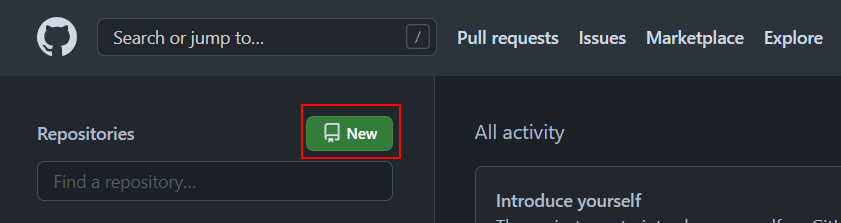 Search or jump to...
/
Pull requests
Issues
Marketplace
Explore
Repositories
New
All activity
Find a repository...
Introduce yourself